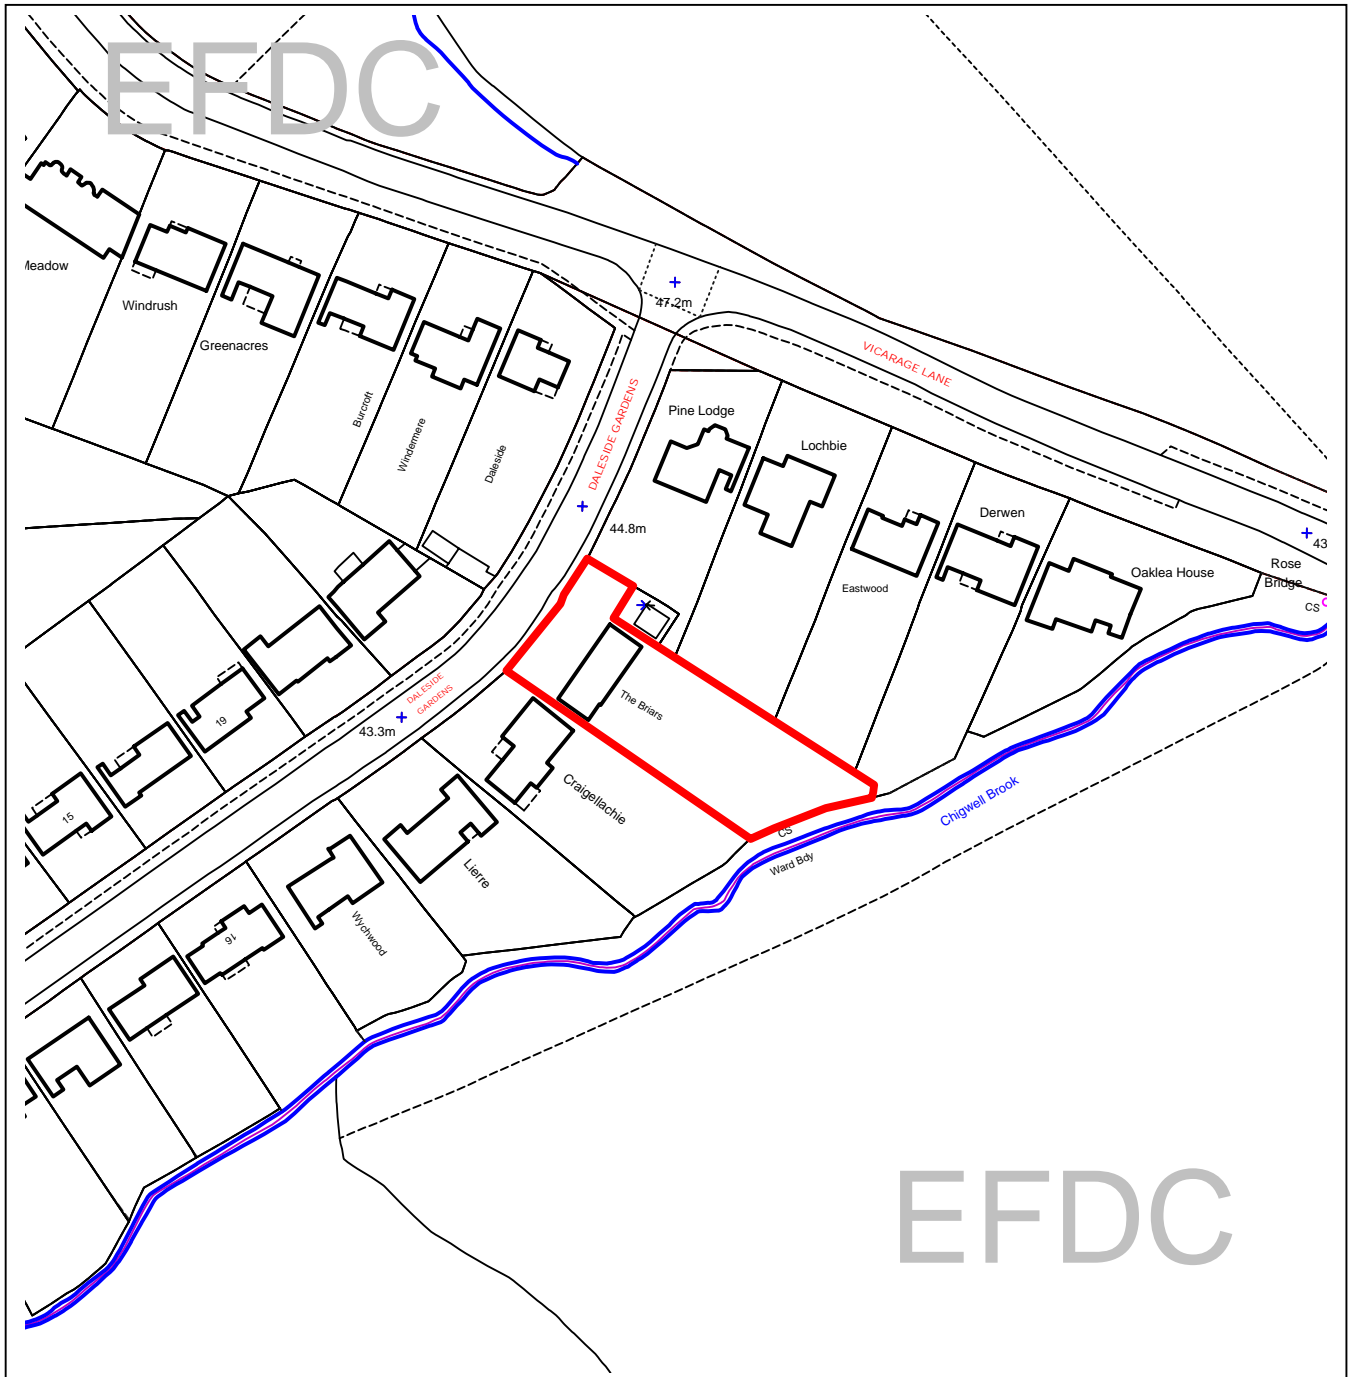 EFDC
Meadow
Windrush
Greenacres
Burcroft
Windermere
Daleside
47.2m
VICARAGE LANE
DALESIDE GARDENS
Pine Lodge
Lochbie
44.8m
Derwen
Eastwood
Oaklea House
43
Rose
Bridge
CS
The Briars
DALESIDE
GARDENS
43.3m
19
15
Craigellachie
Lierre
Wychwood
16
Chigwell Brook
CS
Ward Bdy
EFDC